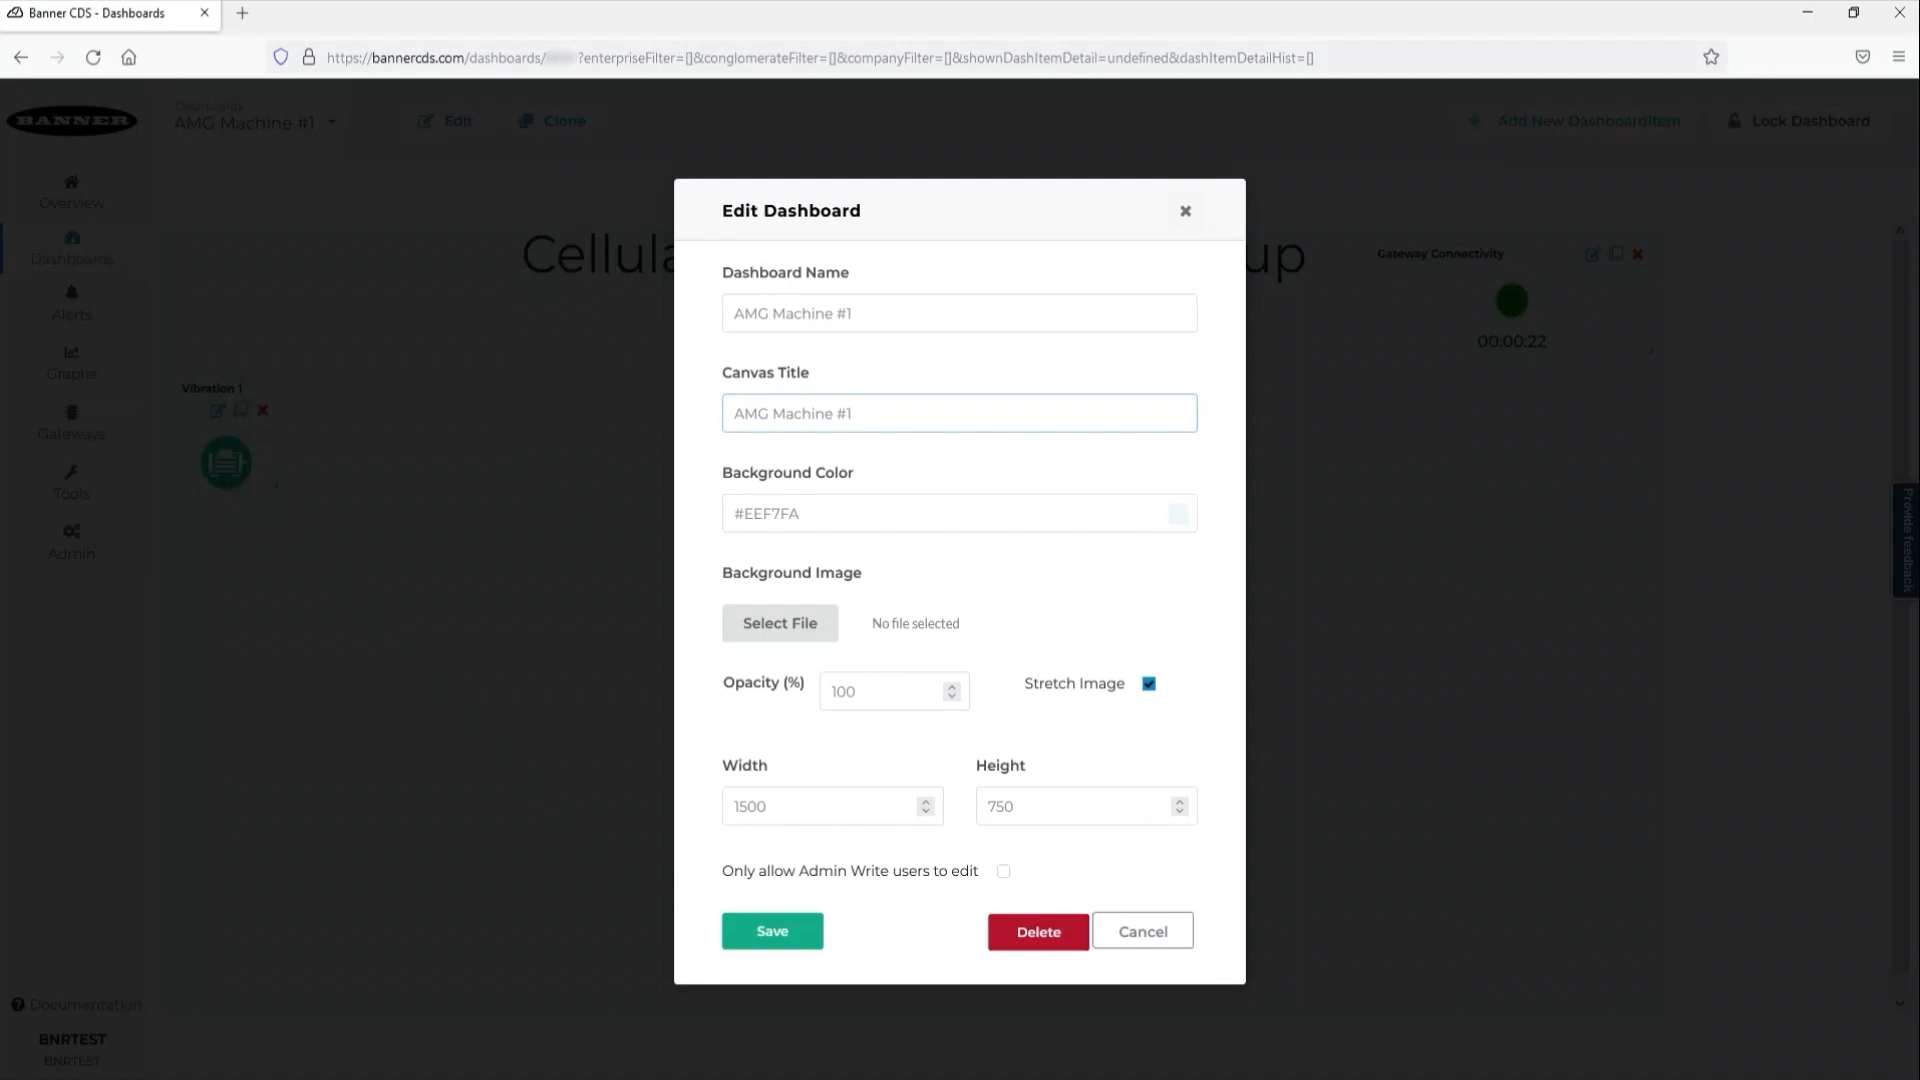 Banner CDS - Dashboards
https://bannercds.com/dashboards/ ?enterpriseFilter=[]&conglomerateFilter=[]&companyFilter=[]&shownDashItemDetail=undefined&dashItemDetailHist=[]
BANNER
Dashboard
AMG Machine #1
Edit
Clone
Add New DashboardItem
Lock Dashboard
Overview
Dashboards
Alerts
Graphs
Gateways
Tools
Admin
Documentation
BNRTEST
BNRTEST
Cellula
up
Gateway Connectivity
00:00:22
Vibration 1
Provide feedback
Edit Dashboard
Dashboard Name
AMG Machine #1
Canvas Title
AMG Machine #1
Background Color
#EEF7FA
Background Image
Select File No file selected
Opacity (%) 100 Stretch Image
Width Height
1500 750
Only allow Admin Write users to edit
Save Delete Cancel